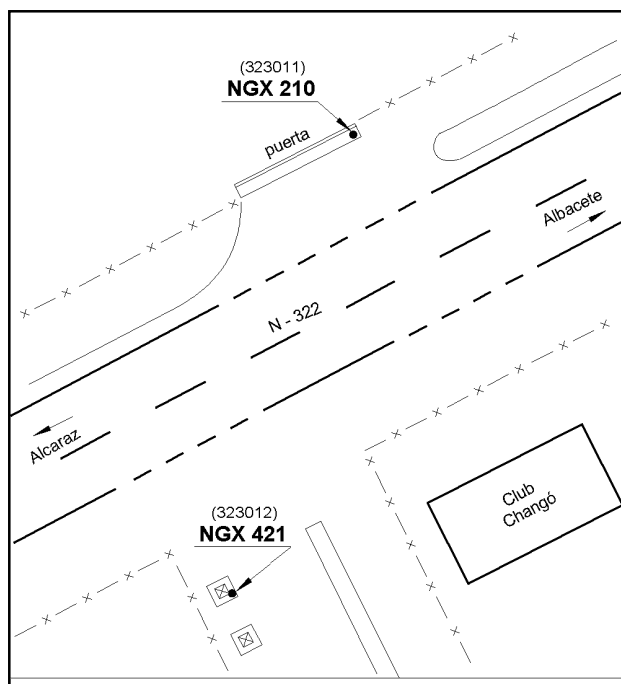 (323011)
NGX 210
puerta
Albacete
N - 322
Alcaraz
Club
Changó
(323012)
NGX 421